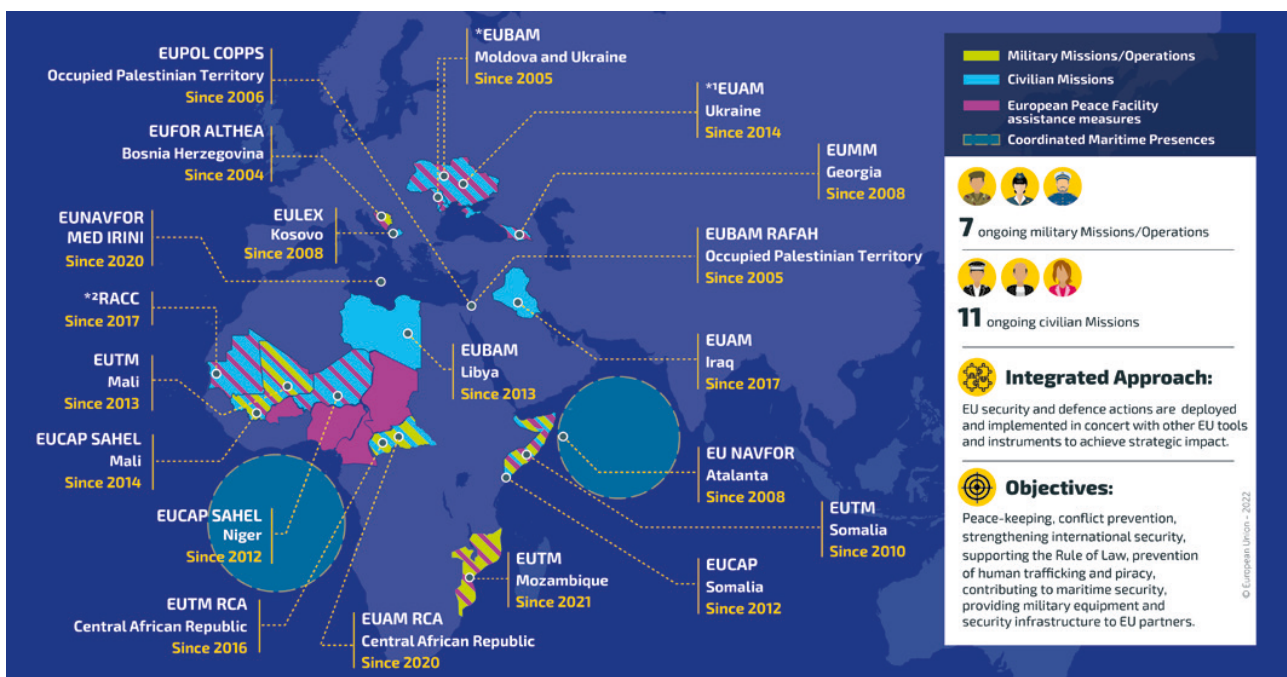 EUPOL COPPS
Occupied Palestinian Territory
Since 2006
*EUBAM
Moldova and Ukraine
Since 2005
*¹EUAM
Ukraine
Since 2014
EUFOR ALTHEA
Bosnia Herzegovina
Since 2004
EUMM
Georgia
Since 2008
EUNAVFOR
MED IRINI
Since 2020
EULEX
Kosovo
Since 2008
EUBAM RAFAH
Occupied Palestinian Territory
Since 2005
*²RACC
Since 2017
EUTM
Mali
Since 2013
EUBAM
Libya
Since 2013
EUAM
Iraq
Since 2017
EUCAP SAHEL
Mali
Since 2014
EU NAVFOR
Atalanta
Since 2008
EUCAP SAHEL
Niger
Since 2012
EUTM
Somalia
Since 2010
EUTM
Mozambique
Since 2021
EUCAP
Somalia
Since 2012
EUTM RCA
Central African Republic
Since 2016
EUAM RCA
Central African Republic
Since 2020
Military Missions/Operations
Civilian Missions
European Peace Facility
assistance measures
Coordinated Maritime Presences
7 ongoing military Missions/Operations
11 ongoing civilian Missions
Integrated Approach:
EU security and defence actions are deployed
and implemented in concert with other EU tools
and instruments to achieve strategic impact.
Objectives:
Peace-keeping, conflict prevention,
strengthening international security,
supporting the Rule of Law, prevention
of human trafficking and piracy,
contributing to maritime security,
providing military equipment and
security infrastructure to EU partners.
© European Union - 2022